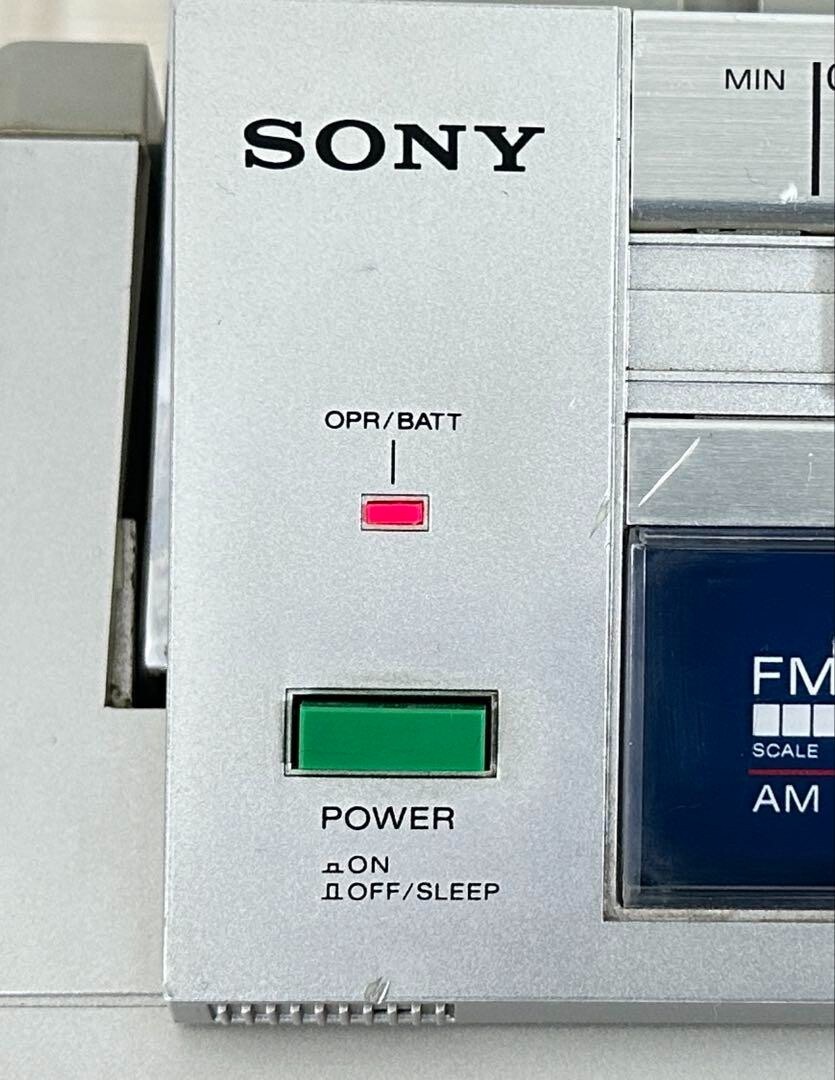 SONY
MIN
OPR/BATT
FM
SCALE
AM
POWER
ON
OFF/SLEEP